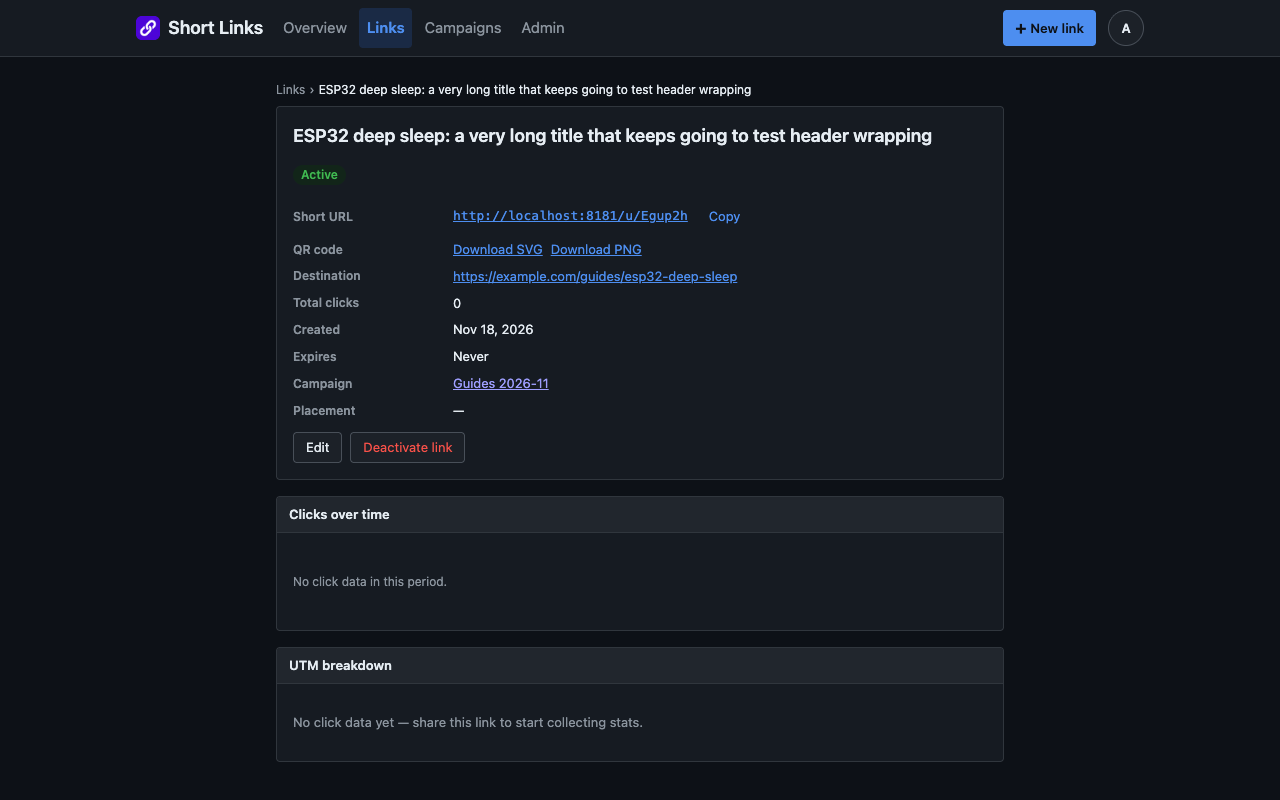 Short Links Overview Links Campaigns Admin + New link A
Links › ESP32 deep sleep: a very long title that keeps going to test header wrapping
ESP32 deep sleep: a very long title that keeps going to test header wrapping
Active
Short URL http://localhost:8181/u/Egup2h Copy
QR code Download SVG Download PNG
Destination https://example.com/guides/esp32-deep-sleep
Total clicks 0
Created Nov 18, 2026
Expires Never
Campaign Guides 2026-11
Placement —
Edit Deactivate link
Clicks over time
No click data in this period.
UTM breakdown
No click data yet — share this link to start collecting stats.